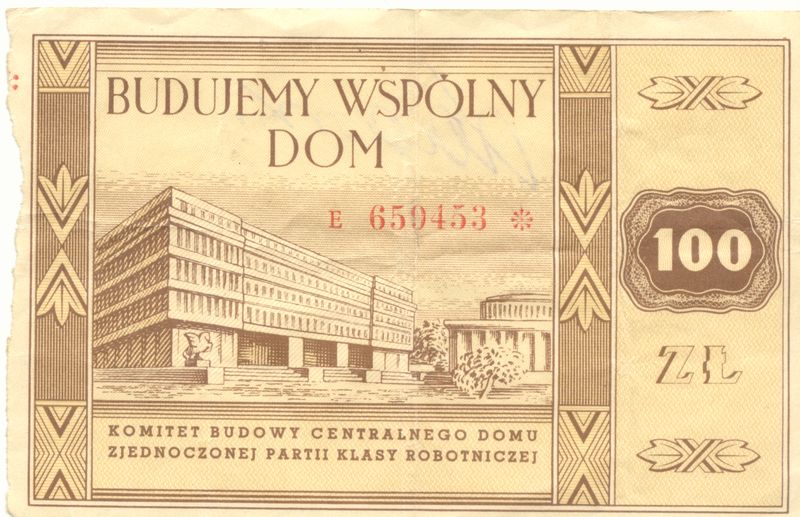 BUDUJEMY WSPÓLNY
DOM
E 659453 *
100
ZŁ
KOMITET BUDOWY CENTRALNEGO DOMU
ZJEDNOCZONEJ PARTII KLASY ROBOTNICZEJ